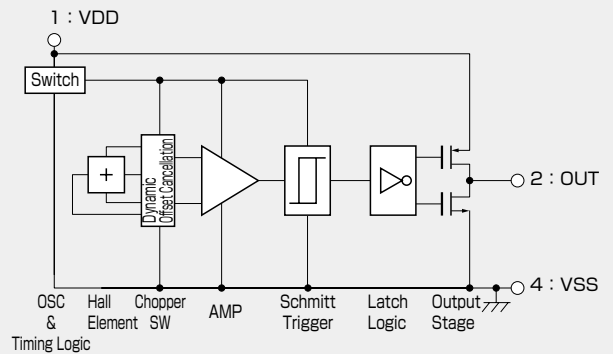 1 : VDD
Switch
+
Dynamic
Offset Cancellation
2 : OUT
4 : VSS
OSC
&
Timing Logic
Hall
Element
Chopper
SW
AMP
Schmitt
Trigger
Latch
Logic
Output
Stage